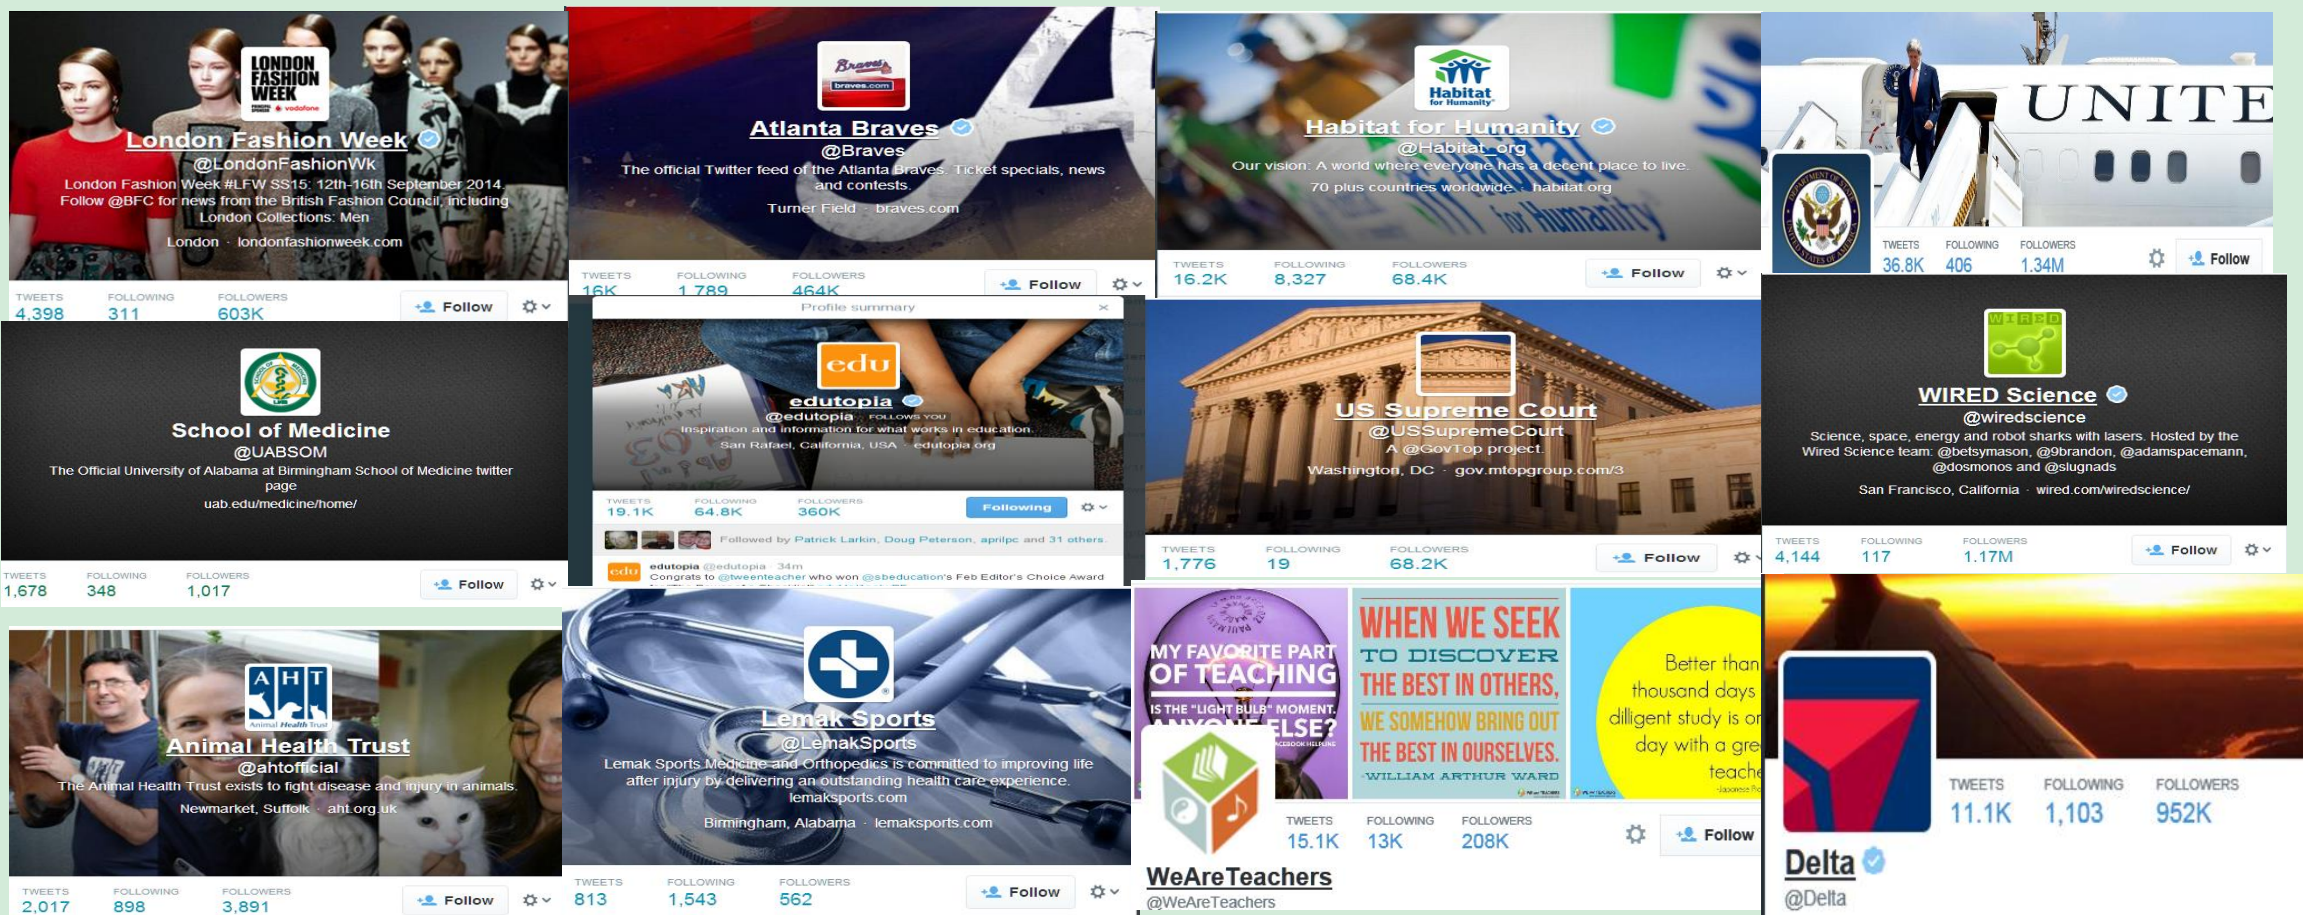 LONDON
FASHION
WEEK
vodafone
London Fashion Week
@LondonFashionWk
London Fashion Week #LFW SS15: 12th-16th September 2014.
Follow @BFC for news from the British Fashion Council, including
London Collections: Men
London · londonfashionweek.com
TWEETS FOLLOWING FOLLOWERS
4,398 311 603K
Follow
Braves
braves.com
Atlanta Braves
@Braves
The official Twitter feed of the Atlanta Braves. Ticket specials, news
and contests.
Turner Field · braves.com
TWEETS FOLLOWING FOLLOWERS
16K 1,789 464K
Follow
Habitat
for Humanity
Habitat for Humanity
@Habitat_org
Our vision: A world where everyone has a decent place to live.
70 plus countries worldwide · habitat.org
for Humanity
TWEETS FOLLOWING FOLLOWERS
16.2K 8,327 68.4K
Follow
UNITE
TWEETS FOLLOWING FOLLOWERS
36.8K 406 1.34M
Follow
School of Medicine
@UABSOM
The Official University of Alabama at Birmingham School of Medicine twitter
page
uab.edu/medicine/home/
TWEETS FOLLOWING FOLLOWERS
1,678 348 1,017
Follow
Profile summary
edu
edutopia
@edutopia FOLLOWS YOU
Inspiration and information for what works in education.
San Rafael, California, USA · edutopia.org
TWEETS FOLLOWING FOLLOWERS
19.1K 64.8K 360K
Following
Followed by Patrick Larkin, Doug Peterson, aprilpc and 31 others.
edu
edutopia @edutopia · 34m
Congrats to @tweenteacher who won @sbeducation's Feb Editor's Choice Award
US Supreme Court
@USSupremeCourt
A @GovTop project.
Washington, DC · gov.mtopgroup.com/3
TWEETS FOLLOWING FOLLOWERS
1,776 19 68.2K
Follow
WIRED
WIRED Science
@wiredscience
Science, space, energy and robot sharks with lasers. Hosted by the
Wired Science team: @betsymason, @9brandon, @adamspacemann,
@dosmonos and @slugnads
San Francisco, California · wired.com/wiredscience/
TWEETS FOLLOWING FOLLOWERS
4,144 117 1.17M
Follow
AHT
Animal Health Trust
Animal Health Trust
@ahtofficial
The Animal Health Trust exists to fight disease and injury in animals.
Newmarket, Suffolk · aht.org.uk
TWEETS FOLLOWING FOLLOWERS
2,017 898 3,891
Follow
Lemak Sports
@LemakSports
Lemak Sports Medicine and Orthopedics is committed to improving life
after injury by delivering an outstanding health care experience.
lemaksports.com
Birmingham, Alabama · lemaksports.com
TWEETS FOLLOWING FOLLOWERS
813 1,543 562
Follow
MY FAVORITE PART
OF TEACHING
IS THE "LIGHT BULB" MOMENT.
ANYONE ELSE?
FACEBOOK HELPLINE
WHEN WE SEEK
TO DISCOVER
THE BEST IN OTHERS,
WE SOMEHOW BRING OUT
THE BEST IN OURSELVES.
-WILLIAM ARTHUR WARD
Better than
thousand days
dilligent study is or
day with a gre
teache
TWEETS FOLLOWING FOLLOWERS
15.1K 13K 208K
Follow
WeAreTeachers
@WeAreTeachers
TWEETS FOLLOWING FOLLOWERS
11.1K 1,103 952K
Delta
@Delta